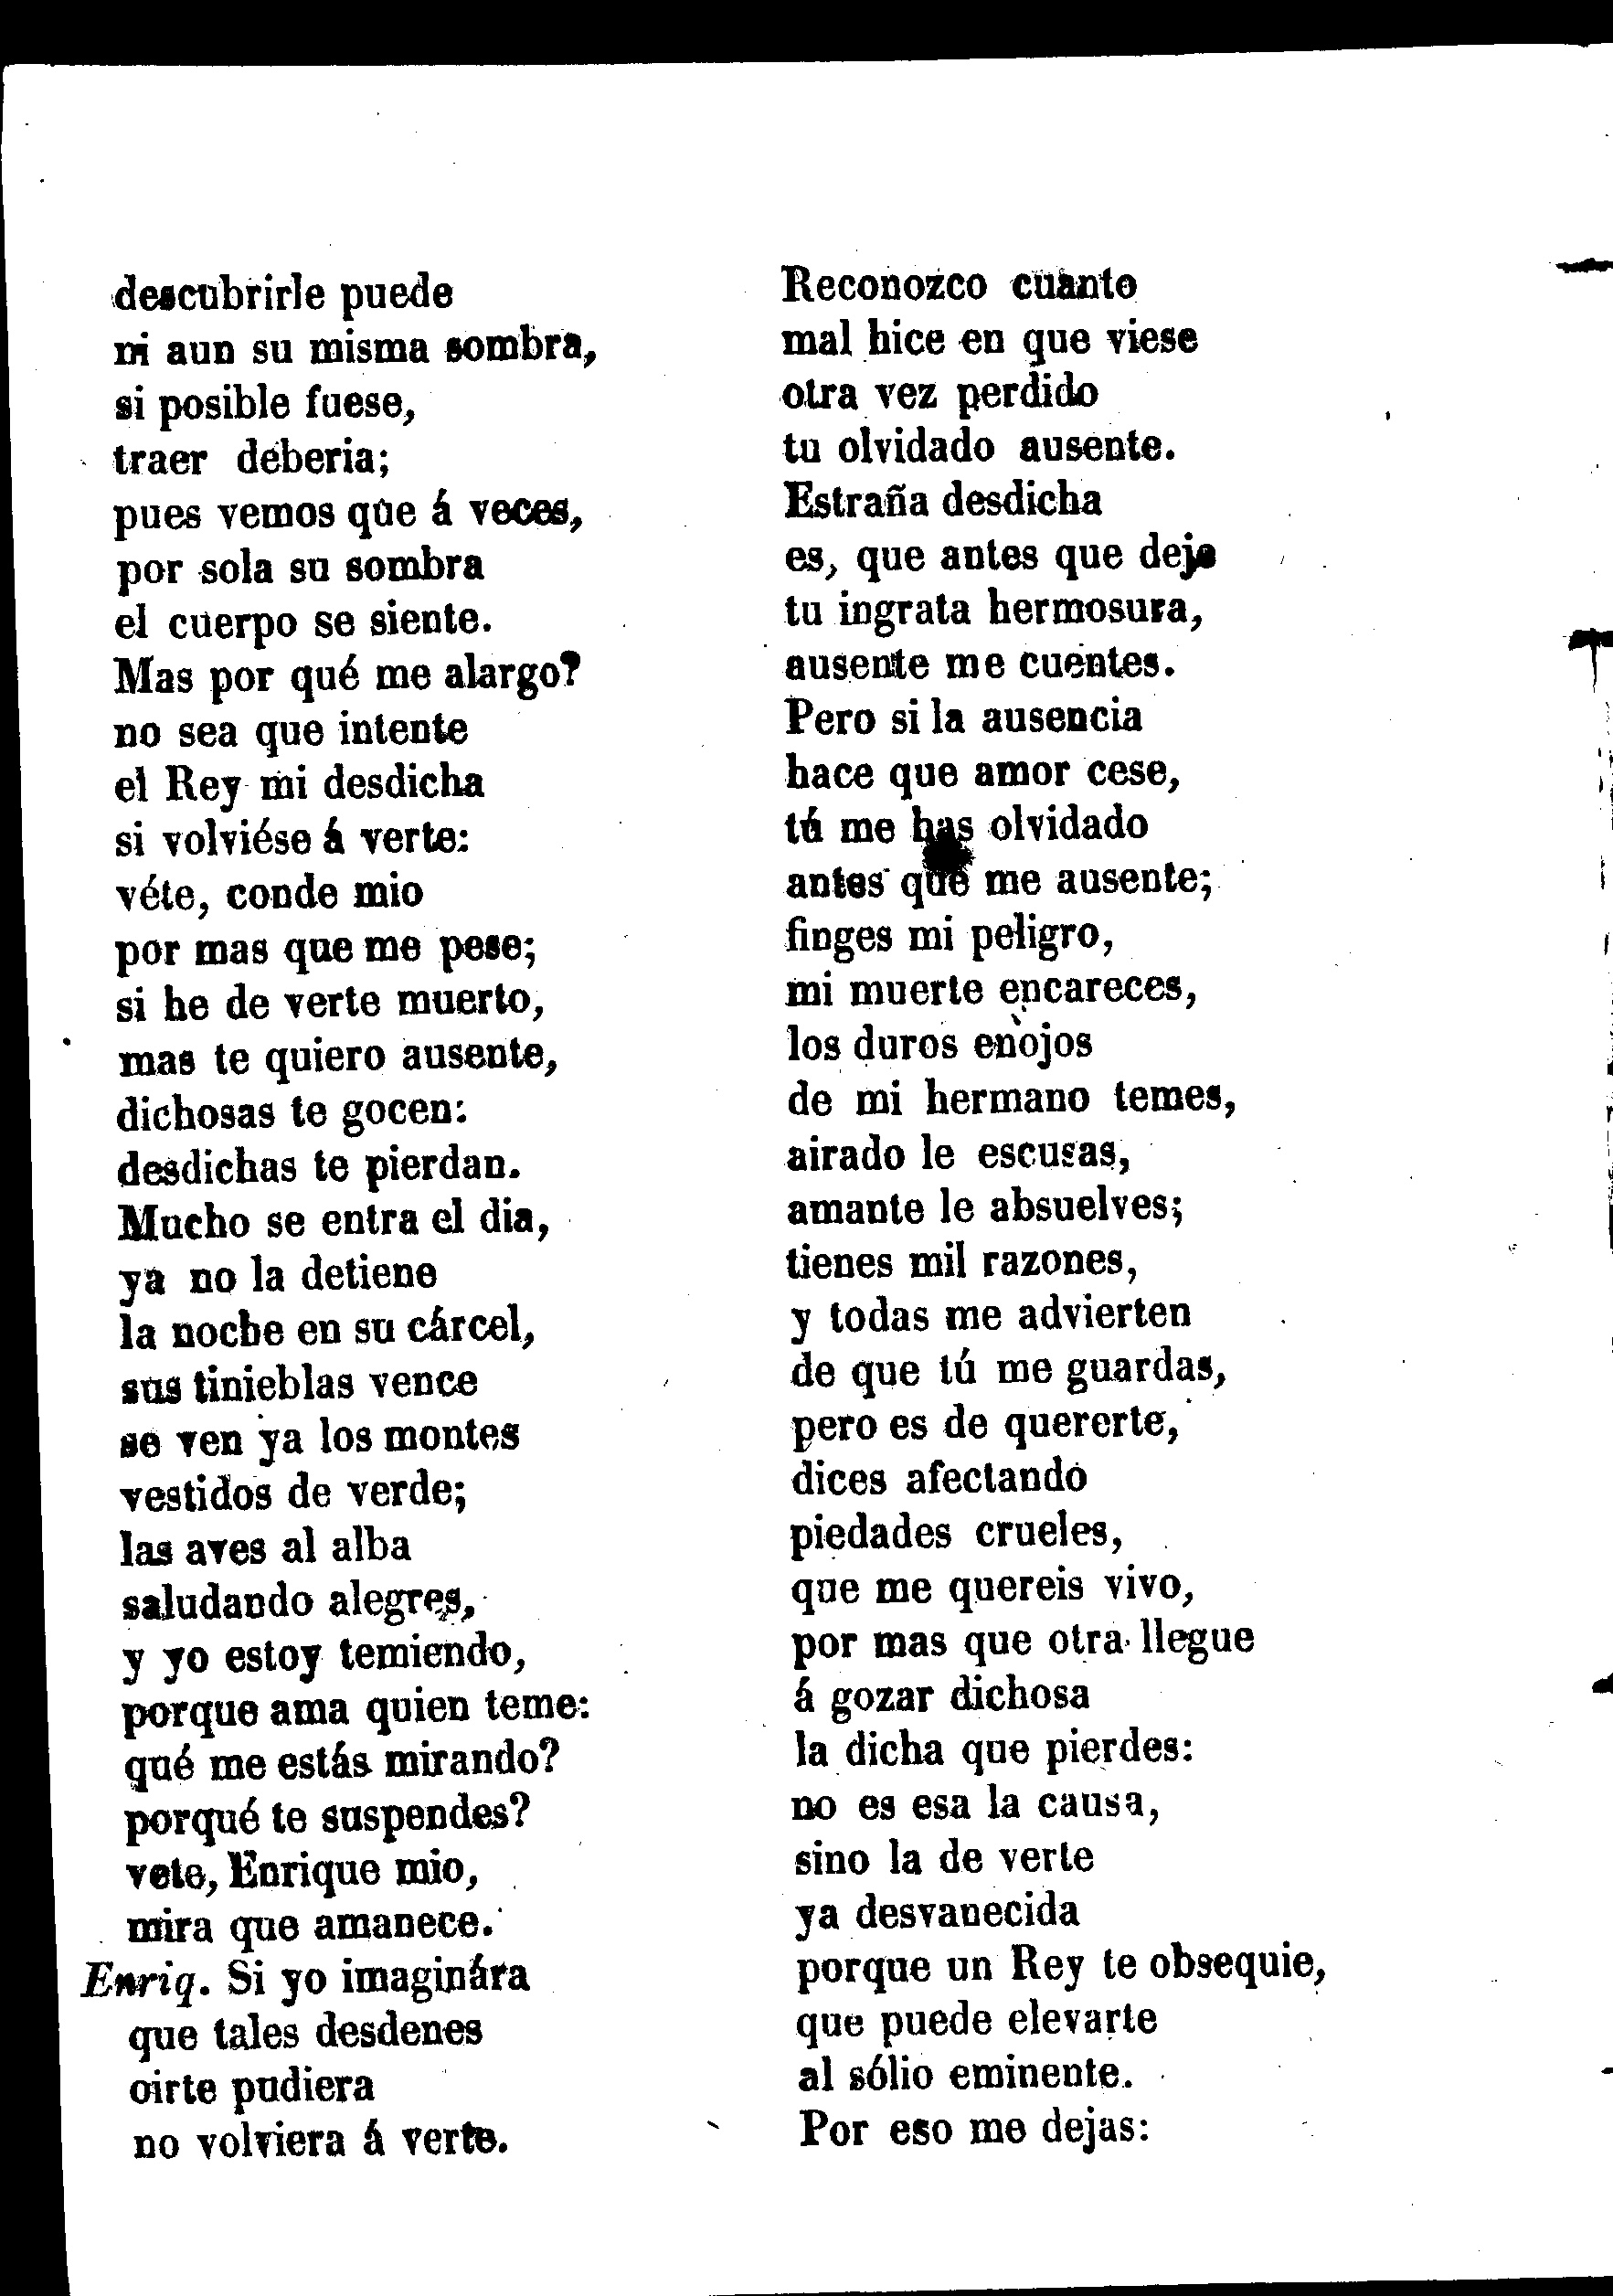 descubrirle puede
ni aun su misma sombra,
si posible fuese,
traer deberia;
pues vemos que á veces,
por sola su sombra
el cuerpo se siente.
Mas por qué me alargo?
no sea que intente
el Rey mi desdicha
si volviése á verte:
véte, conde mio
por mas que me pese;
si he de verte muerto,
mas te quiero ausente,
dichosas te gocen:
desdichas te pierdan.
Mucho se entra el dia,
ya no la detiene
la noche en su cárcel,
sus tinieblas vence
se ven ya los montes
vestidos de verde;
las aves al alba
saludando alegres,
y yo estoy temiendo,
porque ama quien teme:
qué me estás mirando?
porqué te suspendes?
vete, Enrique mio,
mira que amanece.
Enriq. Si yo imaginára
que tales desdenes
oirte pudiera
no volviera á verte.
Reconozco cuanto
mal hice en que viese
otra vez perdido
tu olvidado ausente.
Estraña desdicha
es, que antes que deje
tu ingrata hermosura,
ausente me cuentes.
Pero si la ausencia
hace que amor cese,
tú me has olvidado
antes que me ausente;
finges mi peligro,
mi muerte encareces,
los duros enojos
de mi hermano temes,
airado le escusas,
amante le absuelves;
tienes mil razones,
y todas me advierten
de que tú me guardas,
pero es de quererte,
dices afectando
piedades crueles,
que me quereis vivo,
por mas que otra llegue
á gozar dichosa
la dicha que pierdes:
no es esa la causa,
sino la de verte
ya desvanecida
porque un Rey te obsequie,
que puede elevarte
al sólio eminente.
Por eso me dejas: